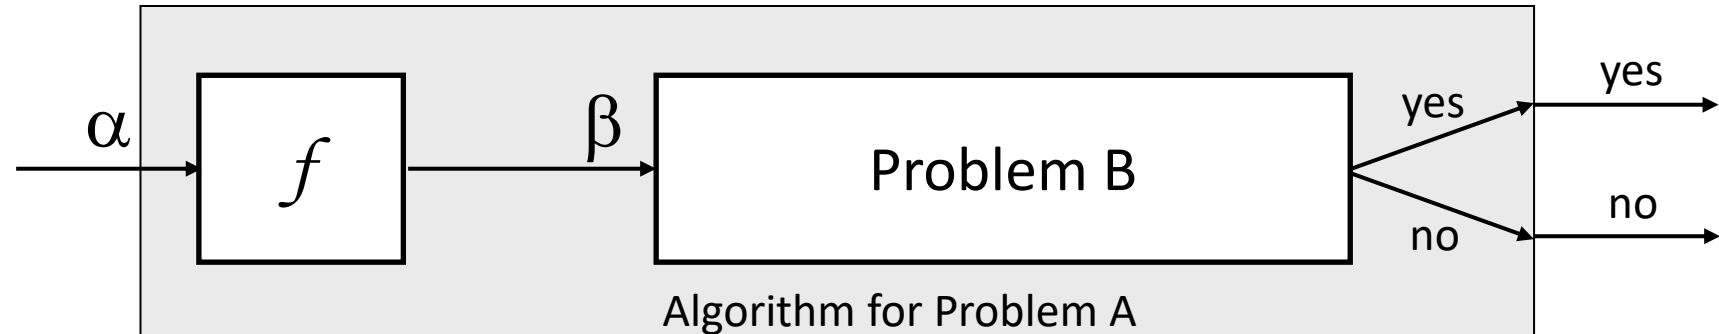 α
f
β
Problem B
yes
no
yes
no
Algorithm for Problem A